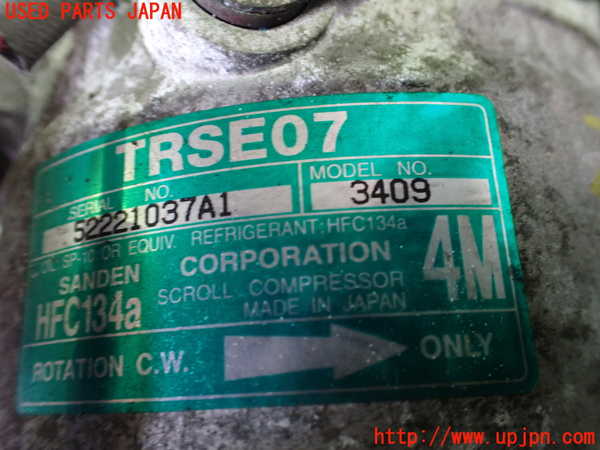 USED PARTS JAPAN
TRSE07
SERIAL NO.
MODEL NO.
52221037A1
3409
OIL: SP-10 OR EQUIV. REFRIGERANT:HFC134a
SANDEN CORPORATION
4M
HFC134a
SCROLL COMPRESSOR
MADE IN JAPAN
ROTATION C.W.
ONLY
http://www.upjpn.com